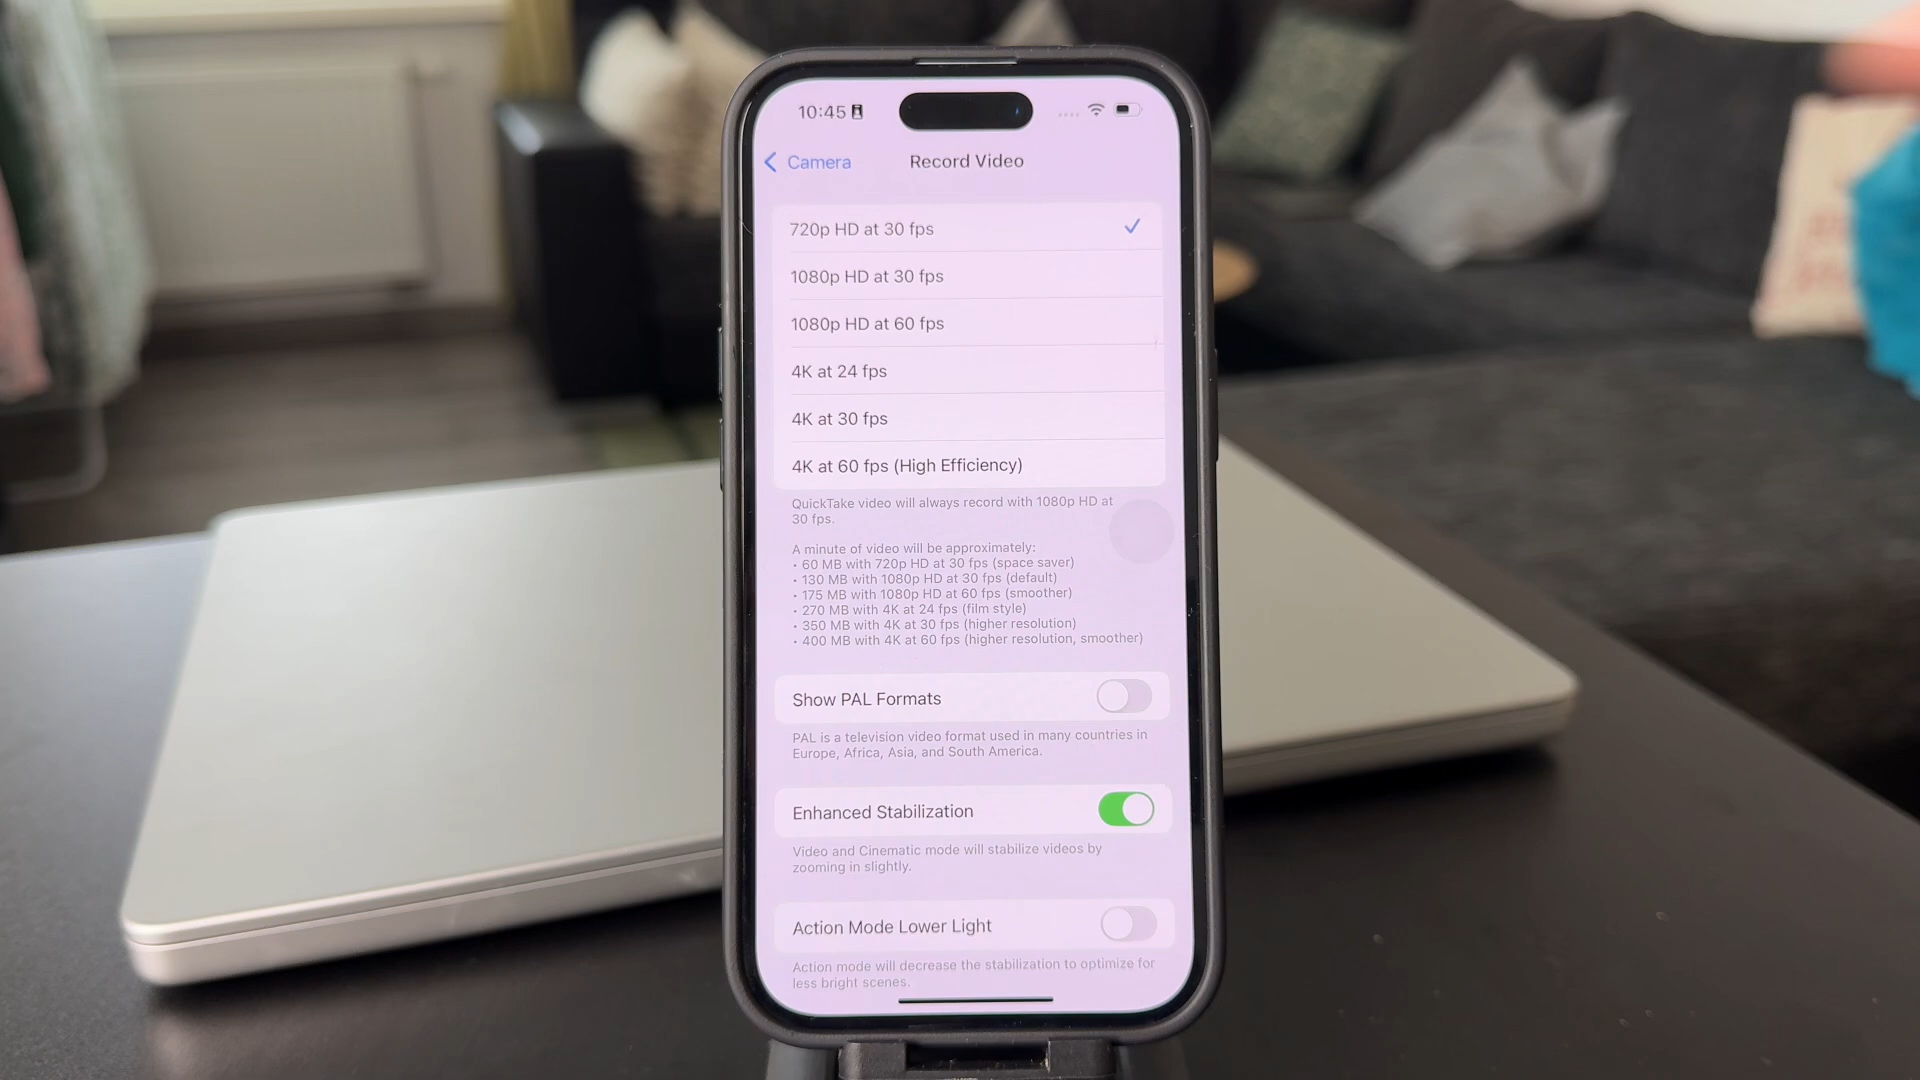 10:45
Camera
Record Video
720p HD at 30 fps
1080p HD at 30 fps
1080p HD at 60 fps
4K at 24 fps
4K at 30 fps
4K at 60 fps (High Efficiency)
QuickTake video will always record with 1080p HD at
30 fps.
A minute of video will be approximately:
• 60 MB with 720p HD at 30 fps (space saver)
• 130 MB with 1080p HD at 30 fps (default)
• 175 MB with 1080p HD at 60 fps (smoother)
• 270 MB with 4K at 24 fps (film style)
• 350 MB with 4K at 30 fps (higher resolution)
• 400 MB with 4K at 60 fps (higher resolution, smoother)
Show PAL Formats
PAL is a television video format used in many countries in
Europe, Africa, Asia, and South America.
Enhanced Stabilization
Video and Cinematic mode will stabilize videos by
zooming in slightly.
Action Mode Lower Light
Action mode will decrease the stabilization to optimize for
less bright scenes.